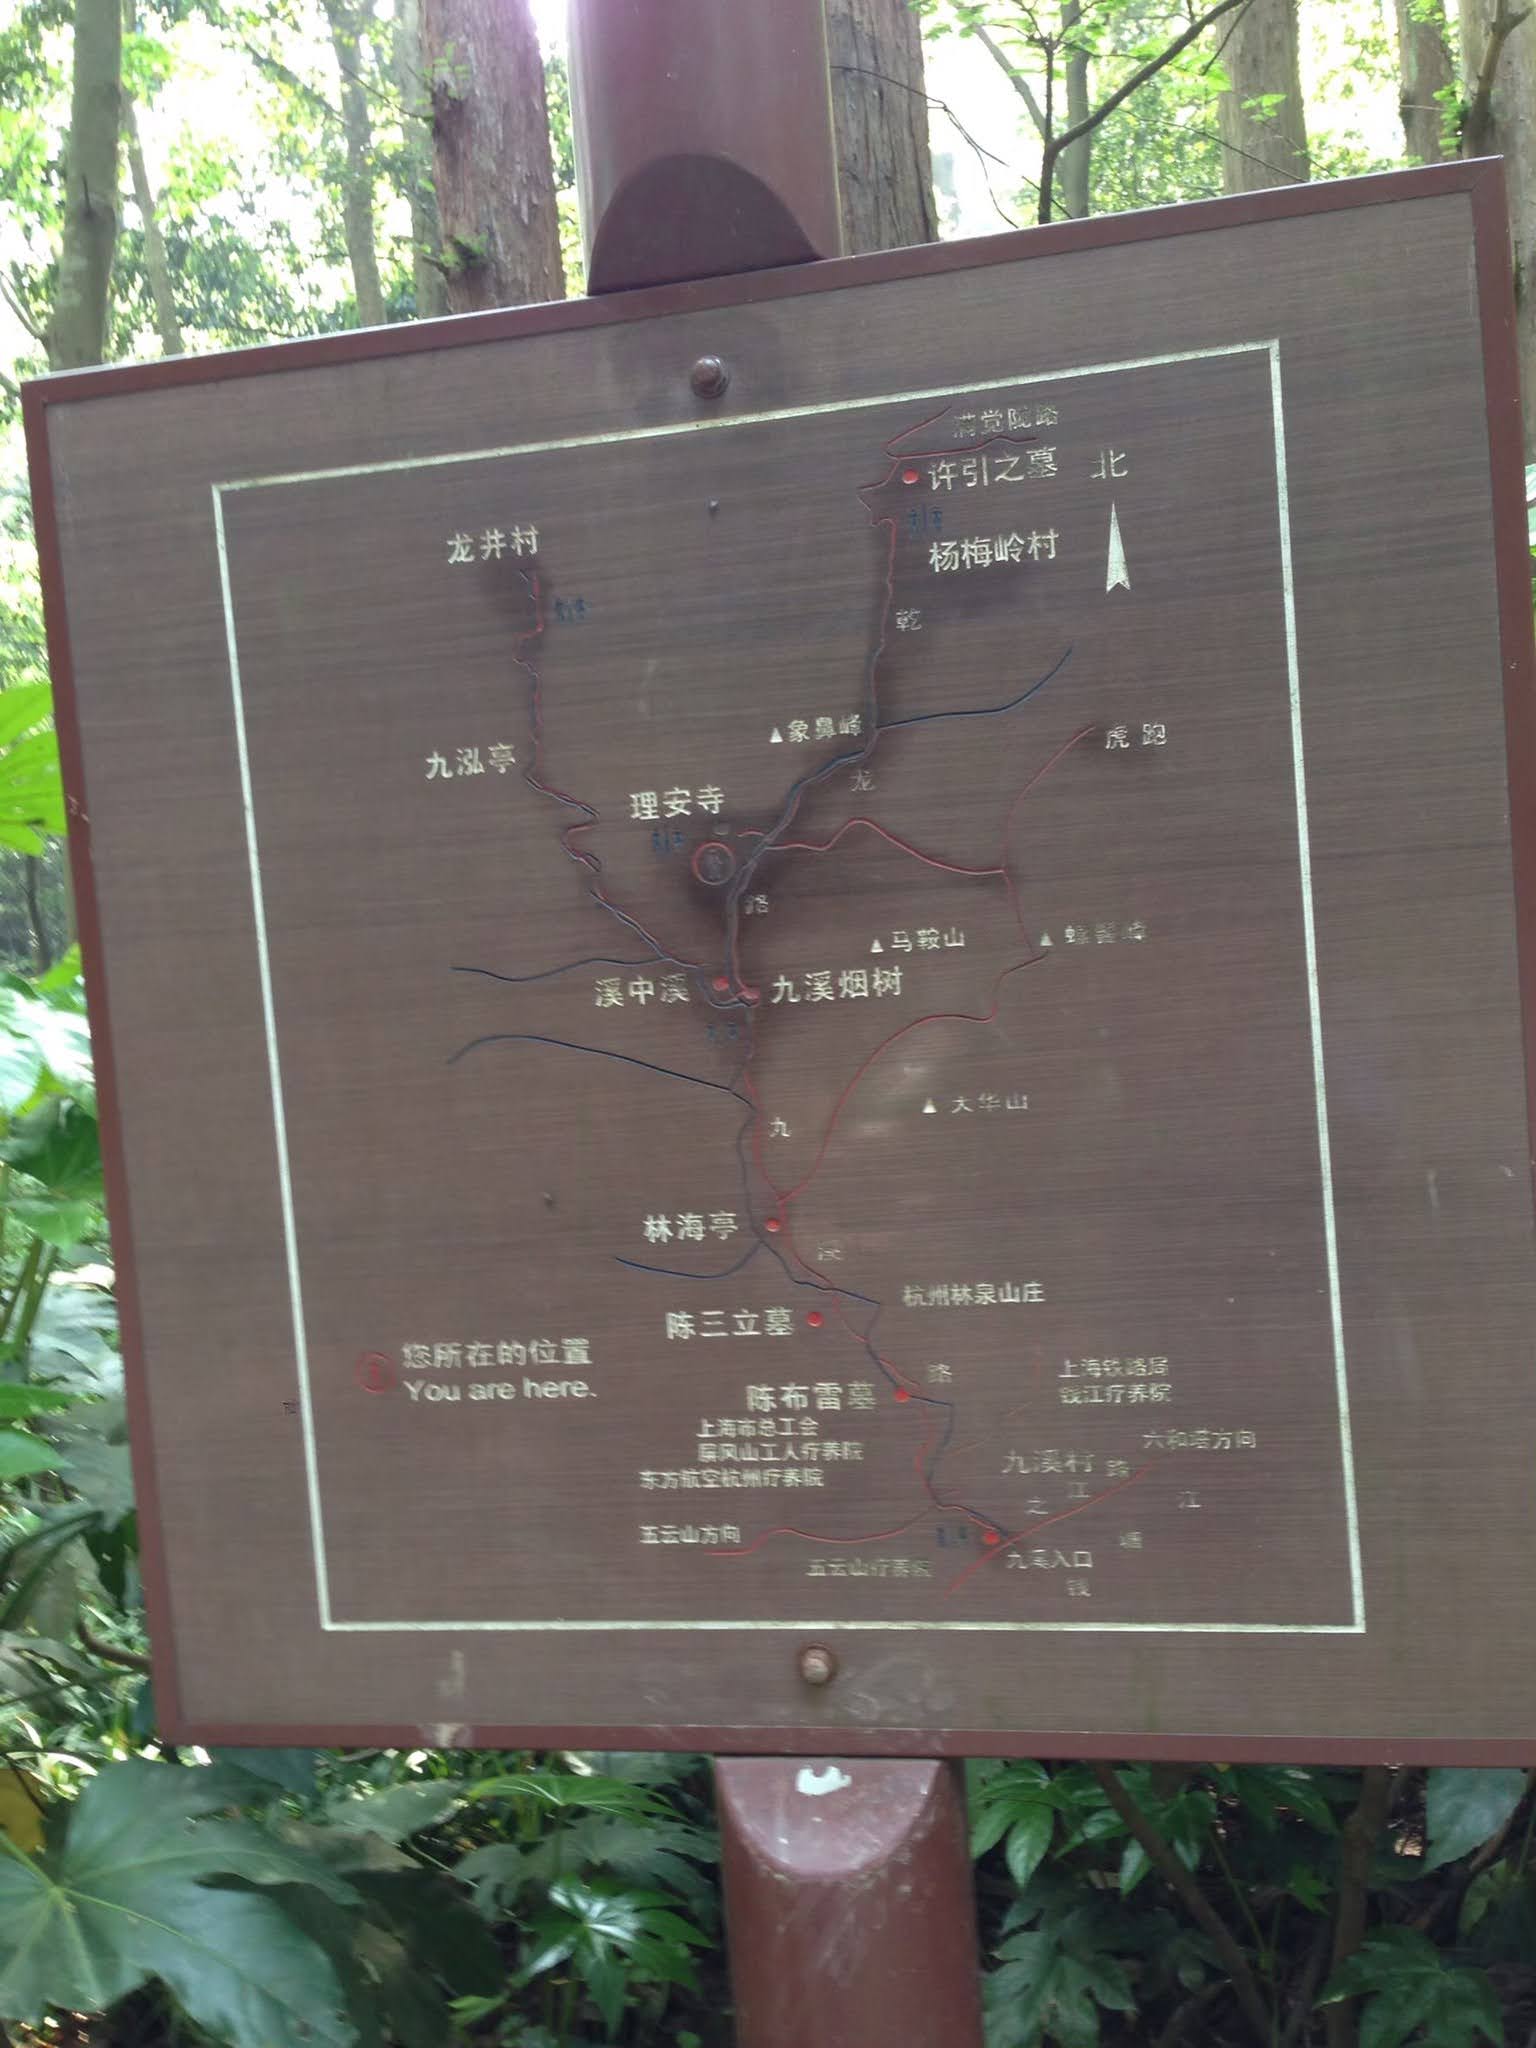 满觉陇路
许引之墓
北
杨梅岭村
龙井村
乾
象鼻峰
虎跑
九泓亭
龙
理安寺
路
马鞍山
溪中溪
九溪烟树
大华山
九
林海亭
溪
杭州林泉山庄
陈三立墓
您所在的位置
You are here.
路
上海铁路局
钱江疗养院
陈布雷墓
上海市总工会
屏风山工人疗养院
东方航空杭州疗养院
六和塔方向
九溪村
路
江
之
江
塘
钱
五云山方向
五云山疗养院
九溪入口